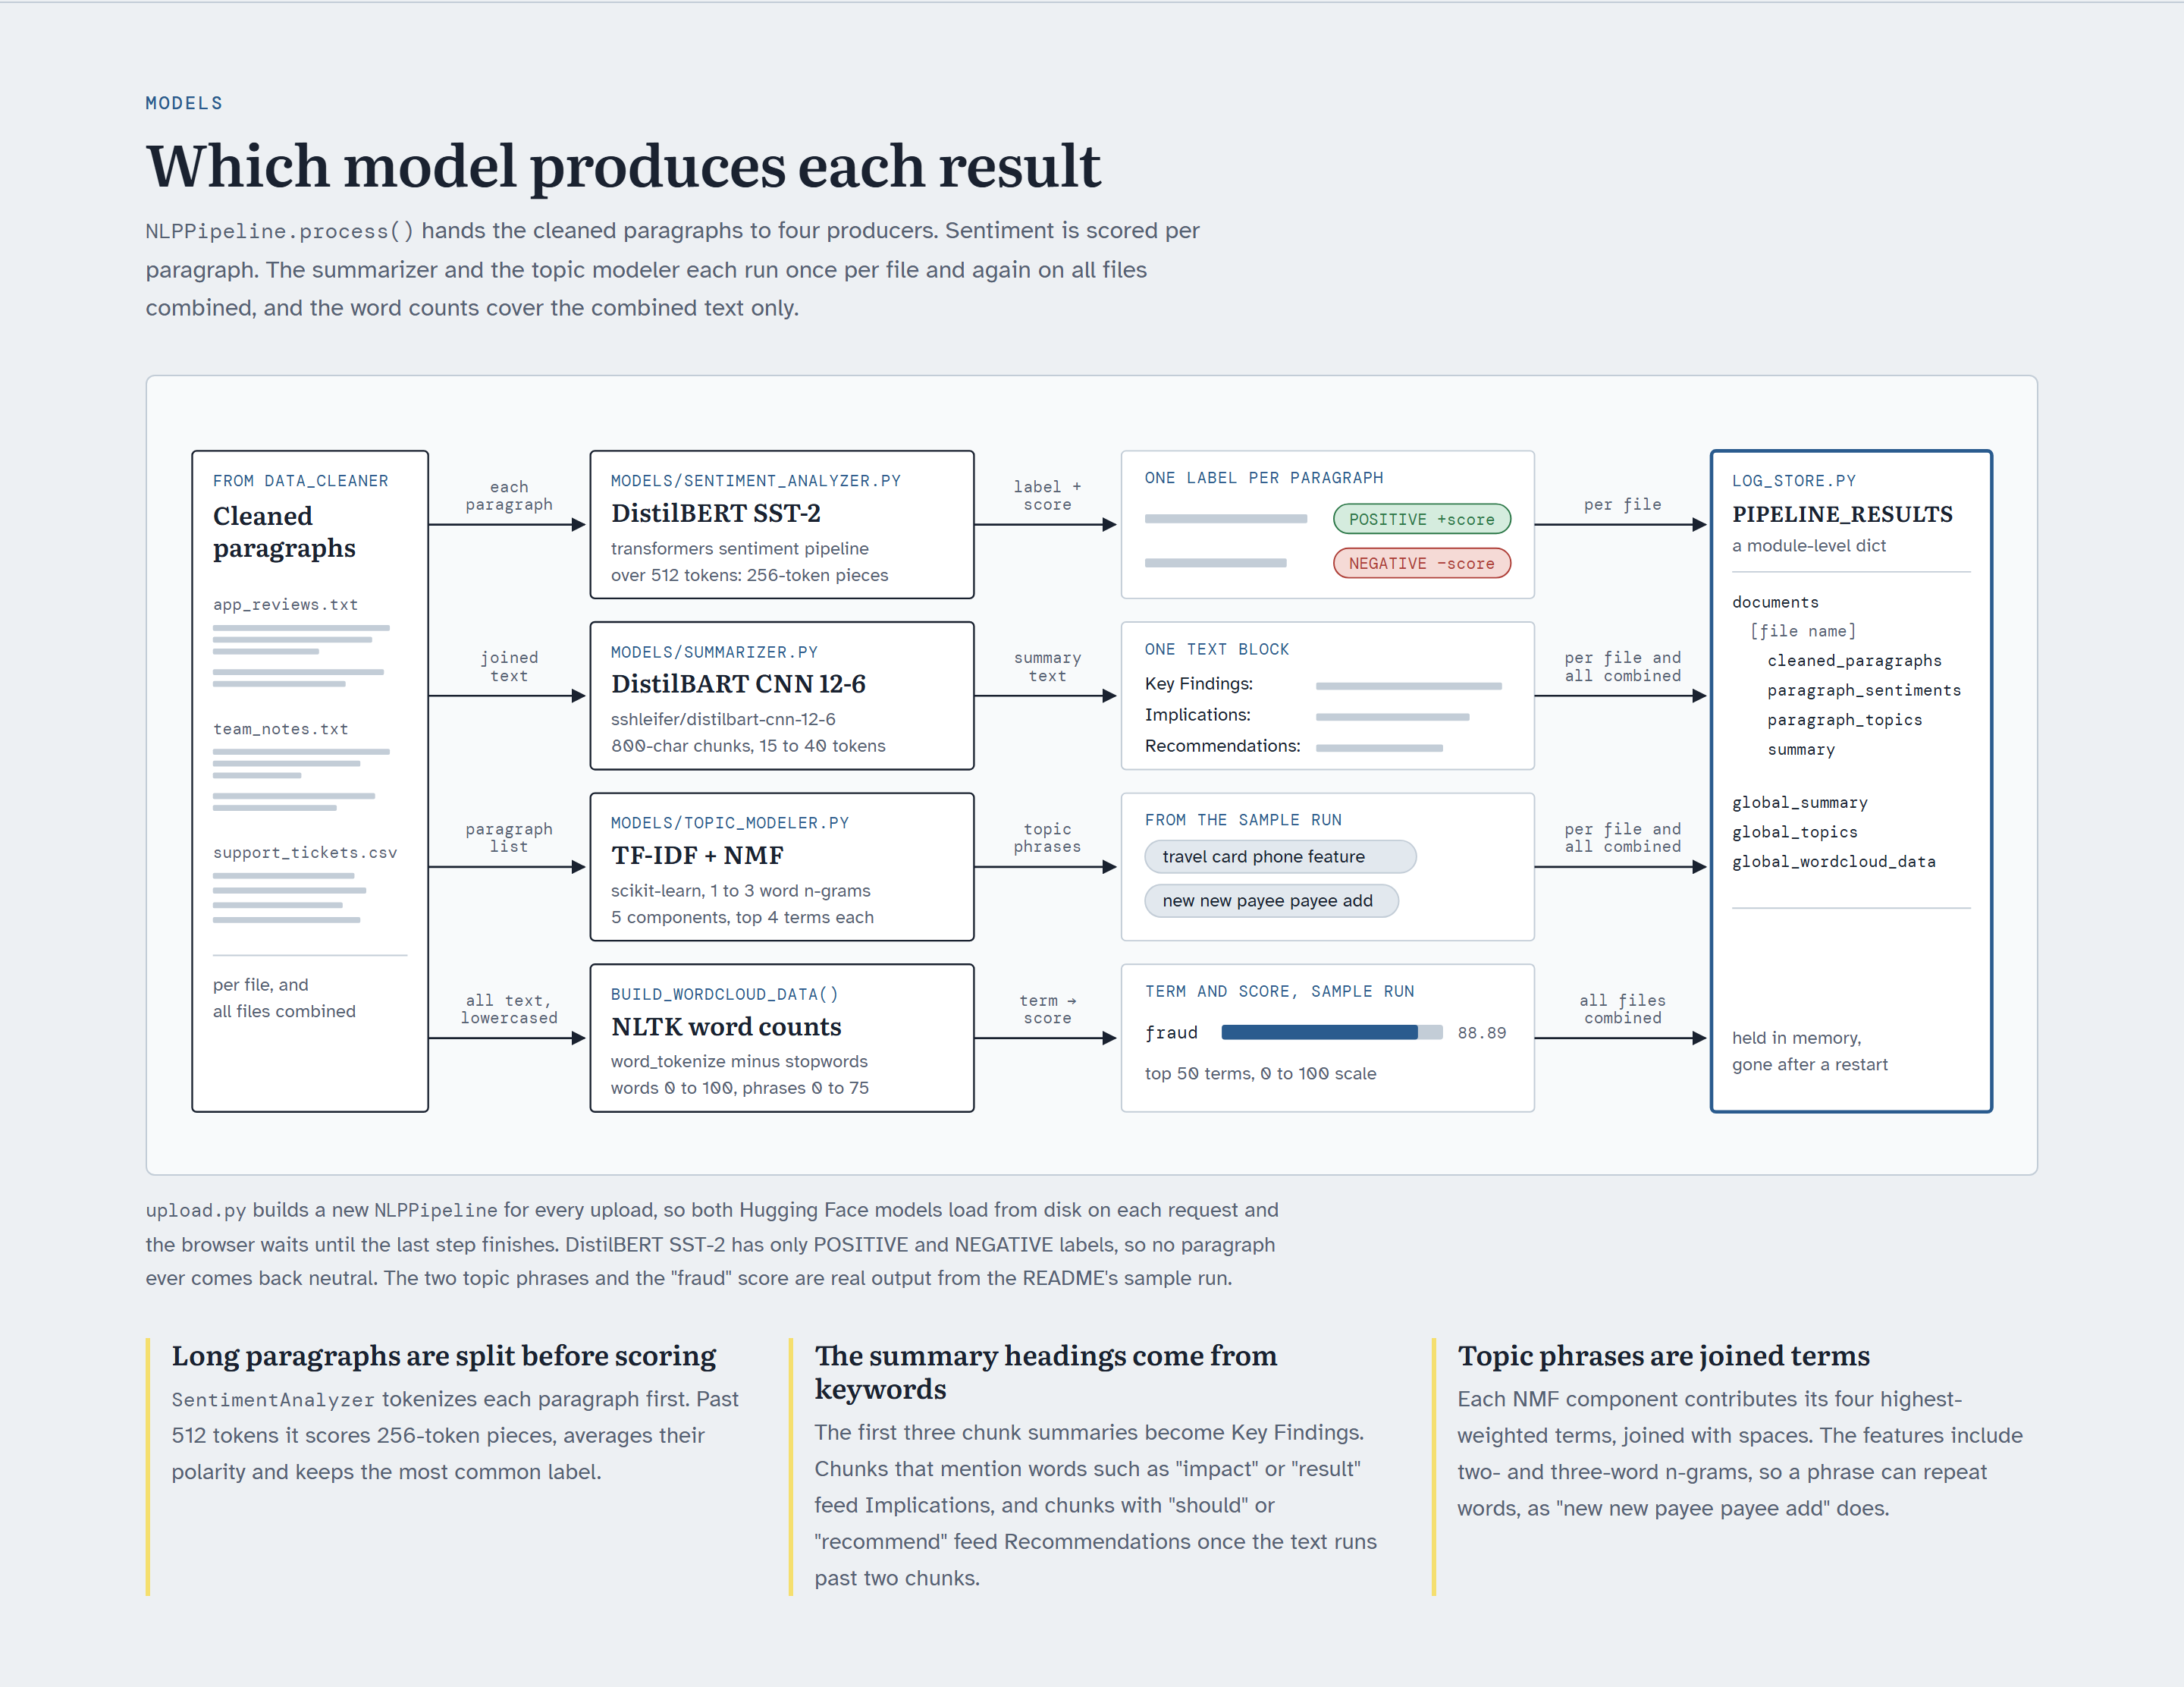 MODELS
Which model produces each result
NLPPipeline.process() hands the cleaned paragraphs to four producers. Sentiment is scored per
paragraph. The summarizer and the topic modeler each run once per file and again on all files
combined, and the word counts cover the combined text only.
FROM DATA_CLEANER
Cleaned
paragraphs
app_reviews.txt
team_notes.txt
support_tickets.csv
per file, and
all files combined
each
paragraph
joined
text
paragraph
list
all text,
lowercased
MODELS/SENTIMENT_ANALYZER.PY
DistilBERT SST-2
transformers sentiment pipeline
over 512 tokens: 256-token pieces
MODELS/SUMMARIZER.PY
DistilBART CNN 12-6
sshleifer/distilbart-cnn-12-6
800-char chunks, 15 to 40 tokens
MODELS/TOPIC_MODELER.PY
TF-IDF + NMF
scikit-learn, 1 to 3 word n-grams
5 components, top 4 terms each
BUILD_WORDCLOUD_DATA()
NLTK word counts
word_tokenize minus stopwords
words 0 to 100, phrases 0 to 75
label +
score
summary
text
topic
phrases
term →
score
ONE LABEL PER PARAGRAPH
POSITIVE +score
NEGATIVE −score
ONE TEXT BLOCK
Key Findings:
Implications:
Recommendations:
FROM THE SAMPLE RUN
travel card phone feature
new new payee payee add
TERM AND SCORE, SAMPLE RUN
fraud 88.89
top 50 terms, 0 to 100 scale
per file
per file and
all combined
per file and
all combined
all files
combined
LOG_STORE.PY
PIPELINE_RESULTS
a module-level dict
documents
[file name]
cleaned_paragraphs
paragraph_sentiments
paragraph_topics
summary
global_summary
global_topics
global_wordcloud_data
held in memory,
gone after a restart
upload.py builds a new NLPPipeline for every upload, so both Hugging Face models load from disk on each request and
the browser waits until the last step finishes. DistilBERT SST-2 has only POSITIVE and NEGATIVE labels, so no paragraph
ever comes back neutral. The two topic phrases and the "fraud" score are real output from the README's sample run.
Long paragraphs are split before scoring
SentimentAnalyzer tokenizes each paragraph first. Past
512 tokens it scores 256-token pieces, averages their
polarity and keeps the most common label.
The summary headings come from
keywords
The first three chunk summaries become Key Findings.
Chunks that mention words such as "impact" or "result"
feed Implications, and chunks with "should" or
"recommend" feed Recommendations once the text runs
past two chunks.
Topic phrases are joined terms
Each NMF component contributes its four highest-
weighted terms, joined with spaces. The features include
two- and three-word n-grams, so a phrase can repeat
words, as "new new payee payee add" does.